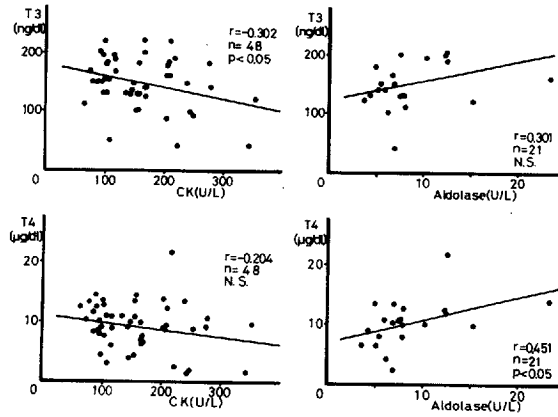 T3
(ng/dl)
200
100
0
100
200
300
CK(U/L)
r=-0.302
n=48
p<0.05
T3
(ng/dl)
200
100
0
10
20
Aldolase(U/L)
r=0.301
n=21
N.S.
T4
(μg/dl)
20
10
0
100
200
300
CK(U/L)
r=-0.204
n=48
N.S.
T4
(μg/dl)
20
10
0
10
20
Aldolase(U/L)
r=0.451
n=21
p<0.05